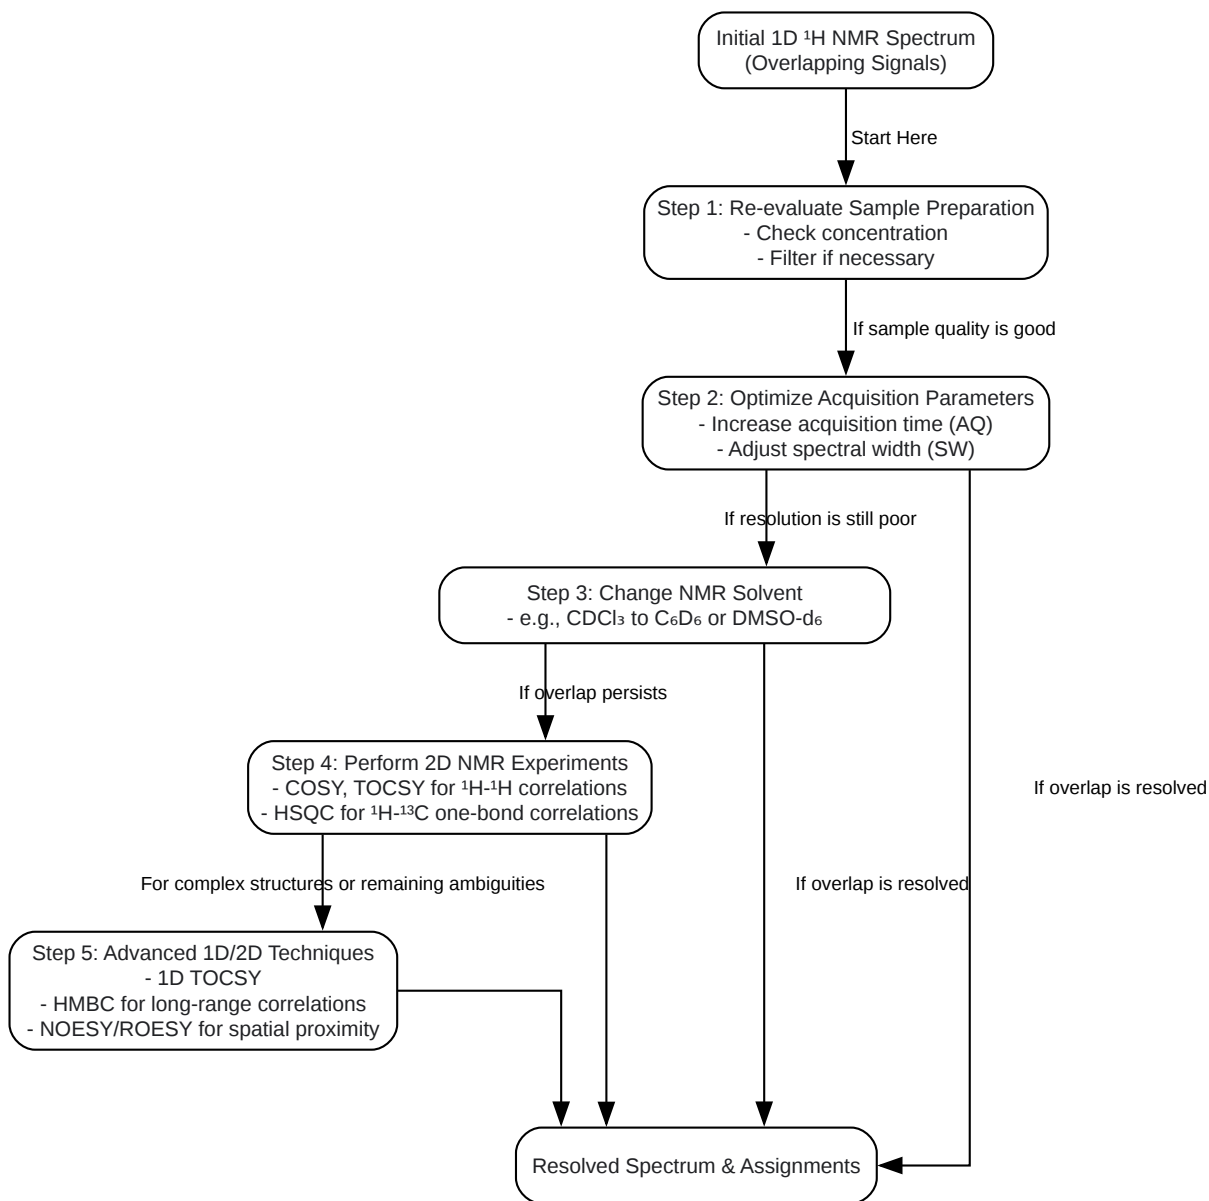 Initial 1D ¹H NMR Spectrum
(Overlapping Signals)
Start Here
Step 1: Re-evaluate Sample Preparation
- Check concentration
- Filter if necessary
If sample quality is good
Step 2: Optimize Acquisition Parameters
- Increase acquisition time (AQ)
- Adjust spectral width (SW)
If resolution is still poor
Step 3: Change NMR Solvent
- e.g., CDCl₃ to C₆D₆ or DMSO-d₆
If overlap persists
Step 4: Perform 2D NMR Experiments
- COSY, TOCSY for ¹H-¹H correlations
- HSQC for ¹H-¹³C one-bond correlations
If overlap is resolved
For complex structures or remaining ambiguities
If overlap is resolved
Step 5: Advanced 1D/2D Techniques
- 1D TOCSY
- HMBC for long-range correlations
- NOESY/ROESY for spatial proximity
Resolved Spectrum & Assignments